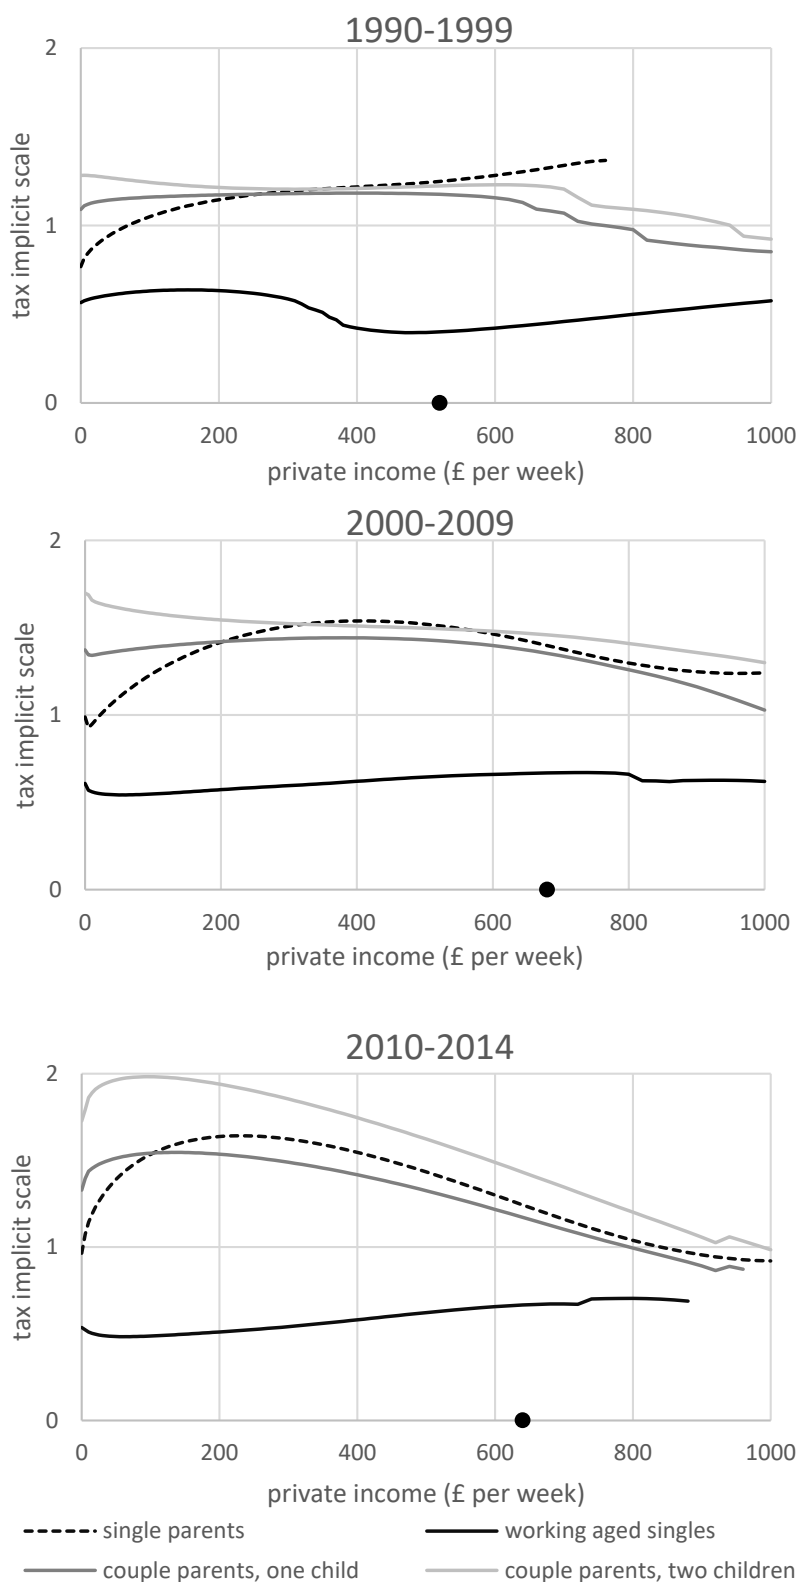 1990-1999
2
1
0
tax implicit scale
0 200 400 600 800 1000
private income (£ per week)
2000-2009
2
1
0
tax implicit scale
0 200 400 600 800 1000
private income (£ per week)
2010-2014
2
1
0
tax implicit scale
0 200 400 600 800 1000
private income (£ per week)
single parents
working aged singles
couple parents, one child
couple parents, two children